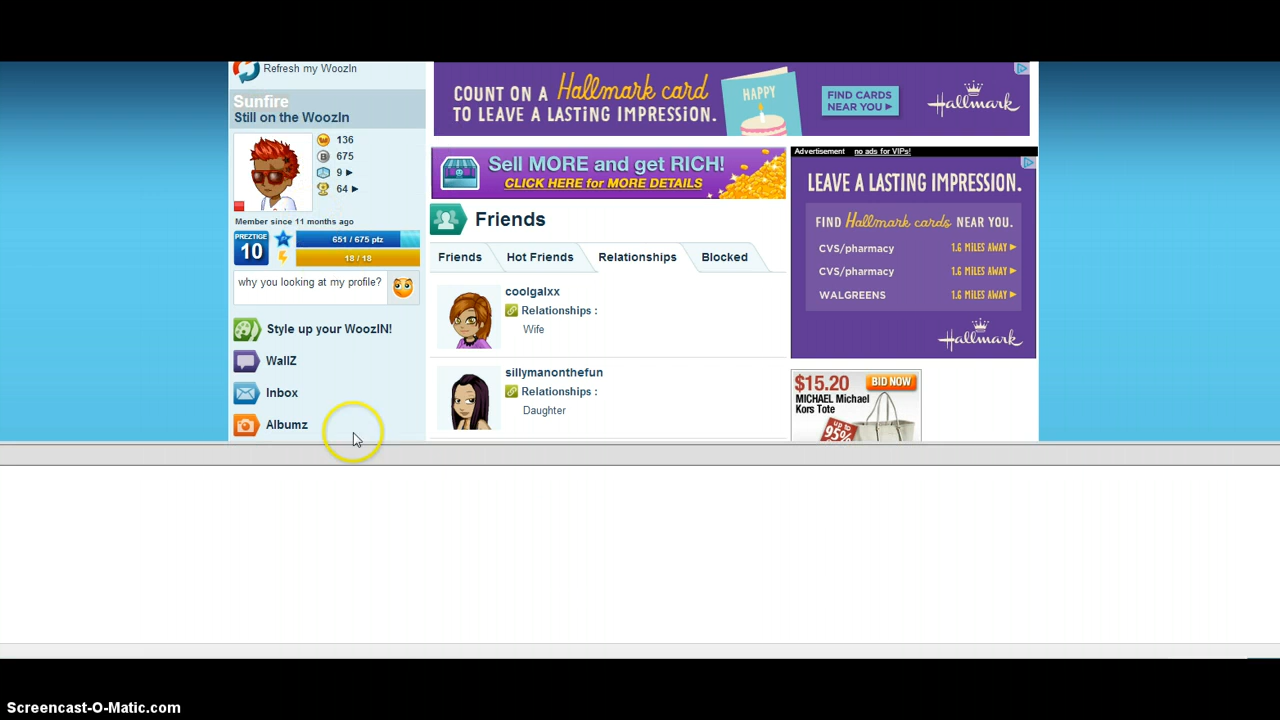 Refresh my WoozIn
Sunfire
Still on the WoozIn
136
675
9
64
Member since 11 months ago
PREZTIGE
10
651 / 675 ptz
18 / 18
why you looking at my profile?
Style up your WoozIN!
WallZ
Inbox
Albumz
COUNT ON A Hallmark card
TO LEAVE A LASTING IMPRESSION.
HAPPY
FIND CARDS
NEAR YOU
Hallmark
Sell MORE and get RICH!
CLICK HERE for MORE DETAILS
Friends
Friends Hot Friends Relationships Blocked
coolgalxx
Relationships :
Wife
sillymanonthefun
Relationships :
Daughter
Advertisement no ads for VIPs!
LEAVE A LASTING IMPRESSION.
FIND Hallmark cards NEAR YOU.
CVS/pharmacy 1.6 MILES AWAY
CVS/pharmacy 1.6 MILES AWAY
WALGREENS 1.6 MILES AWAY
Hallmark
$15.20 BID NOW
MICHAEL Michael
Kors Tote
UP TO
95%
Screencast-O-Matic.com